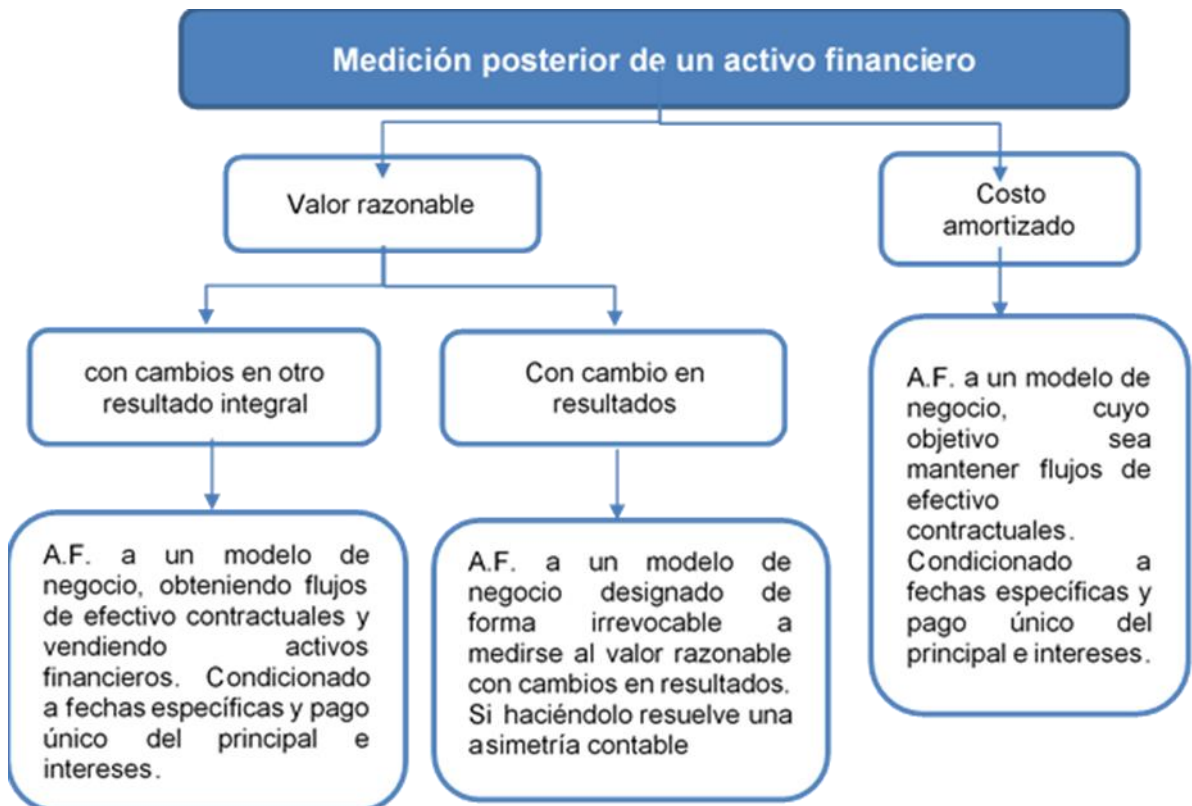 Medición posterior de un activo financiero
Valor razonable
Costo
amortizado
con cambios en otro
resultado integral
Con cambio en
resultados
A.F. a un modelo de
negocio, cuyo
objetivo sea
mantener flujos de
efectivo
contractuales.
Condicionado a
fechas específicas y
pago único del
principal e intereses.
A.F. a un modelo de
negocio, obteniendo flujos
de efectivo contractuales y
vendiendo activos
financieros. Condicionado
a fechas específicas y pago
único del principal e
intereses.
A.F. a un modelo de
negocio designado de
forma irrevocable a
medirse al valor razonable
con cambios en resultados.
Si haciéndolo resuelve una
asimetría contable